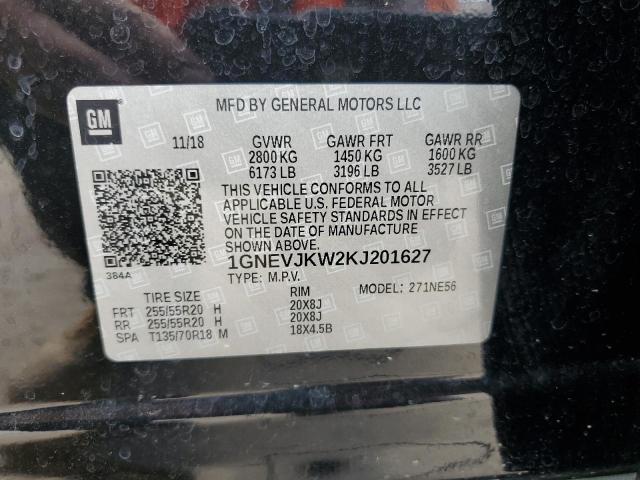 GM
MFD BY GENERAL MOTORS LLC
11/18 GVWR GAWR FRT GAWR RR
2800 KG 1450 KG 1600 KG
6173 LB 3196 LB 3527 LB
THIS VEHICLE CONFORMS TO ALL
APPLICABLE U.S. FEDERAL MOTOR
VEHICLE SAFETY STANDARDS IN EFFECT
ON THE DATE OF MANUFACTURE
SHOWN ABOVE.
384A
1GNEVJKW2KJ201627
TYPE: M.P.V. MODEL: 271NE56
TIRE SIZE RIM
FRT 255/55R20 H 20X8J
RR 255/55R20 H 20X8J
SPA T135/70R18 M 18X4.5B